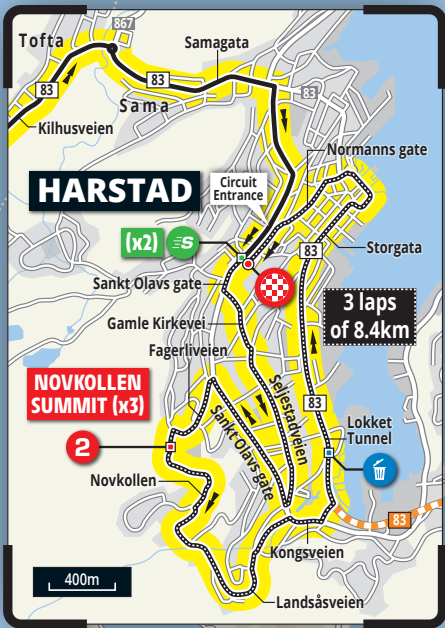 867
Tofta
Samagata
83
83
83
Sama
Kilhusveien
Normanns gate
HARSTAD
Circuit
Entrance
(x2)
S
83
Storgata
Sankt Olavs gate
3 laps
of 8.4km
Gamle Kirkevei
Fagerliveien
NOVKOLLEN
SUMMIT (x3)
Seljestadveien
83
Sankt Olavs gate
Lokket
Tunnel
2
Novkollen
83
Kongsveien
400m
Landsåsveien